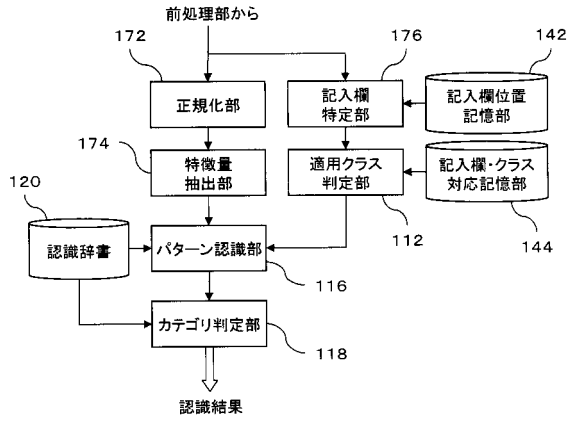 前処理部から
172
176
142
正規化部
記入欄
特定部
記入欄位置
記憶部
174
特徴量
抽出部
適用クラス
判定部
記入欄・クラス
対応記憶部
120
112
144
認識辞書
パターン認識部
116
カテゴリ判定部
118
認識結果